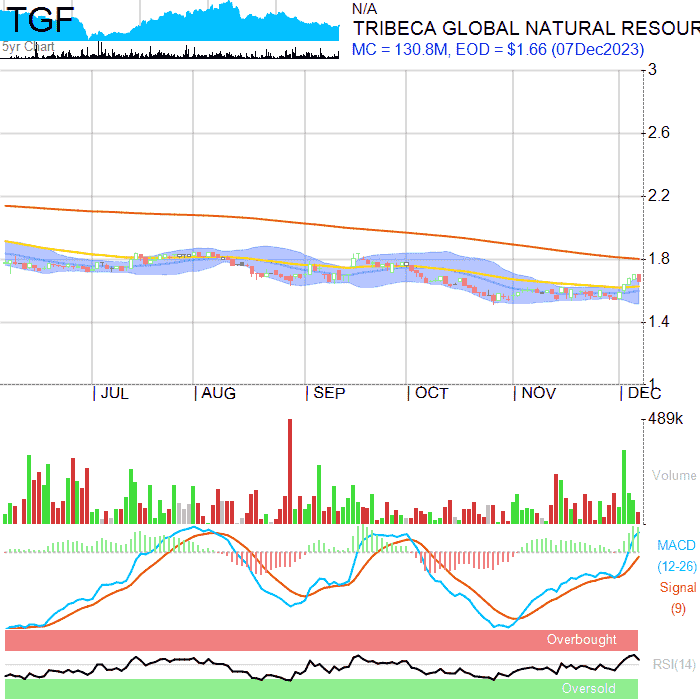 TGF
5yr Chart
N/A
TRIBECA GLOBAL NATURAL RESOUR
MC = 130.8M, EOD = $1.66 (07Dec2023)
3
2.6
2.2
1.8
1.4
1
JUL AUG SEP OCT NOV DEC
489k
Volume
MACD
(12-26)
Signal
(9)
Overbought
RSI(14)
Oversold